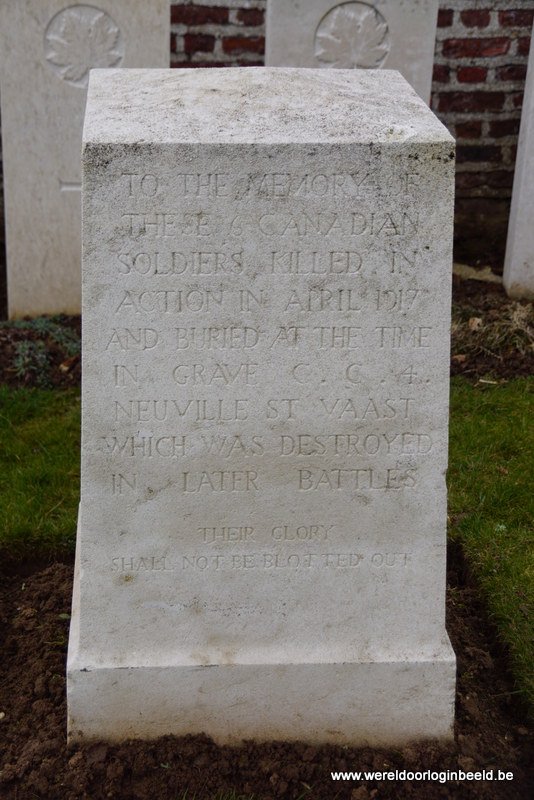 TO THE MEMORY OF
THESE 6 CANADIAN
SOLDIERS KILLED IN
ACTION IN APRIL 1917
AND BURIED AT THE TIME
IN GRAVE C. C. 4.
NEUVILLE ST VAAST
WHICH WAS DESTROYED
IN LATER BATTLES
THEIR GLORY
SHALL NOT BE BLOTTED OUT
www.wereldoorloginbeeld.be